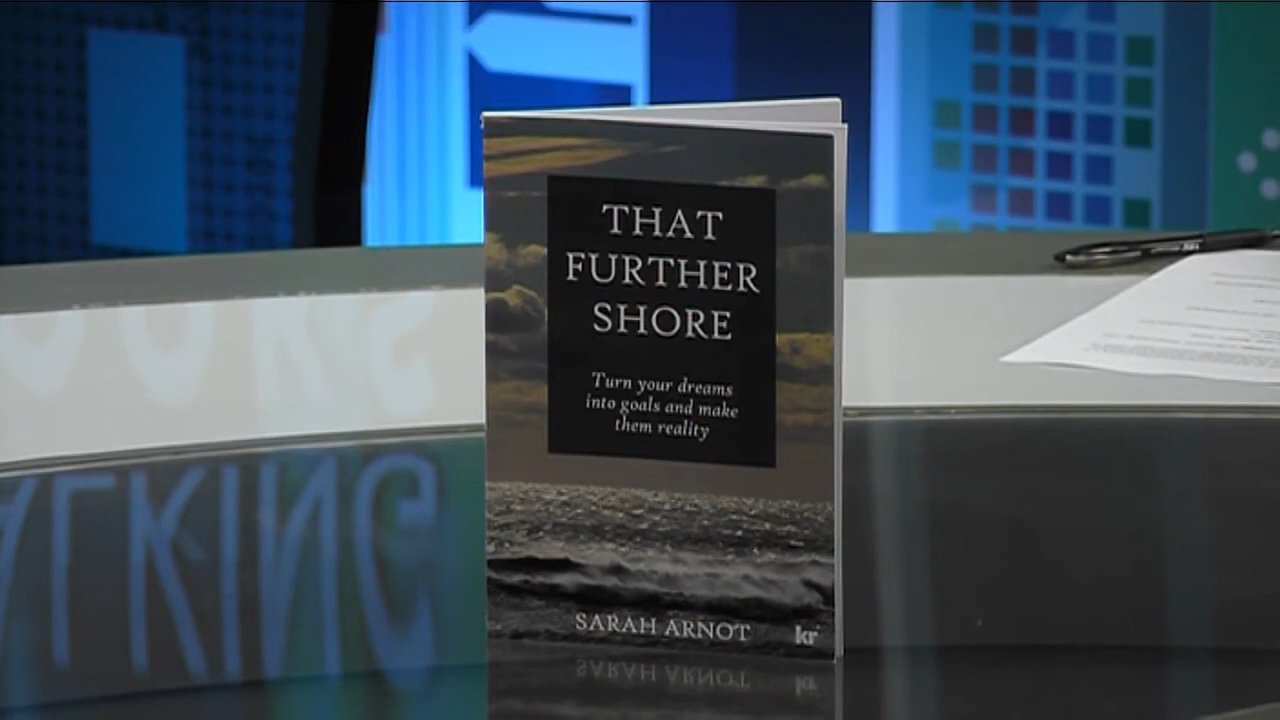 THAT
FURTHER
SHORE
Turn your dreams
into goals and make
them reality
SARAH ARNOT
kr